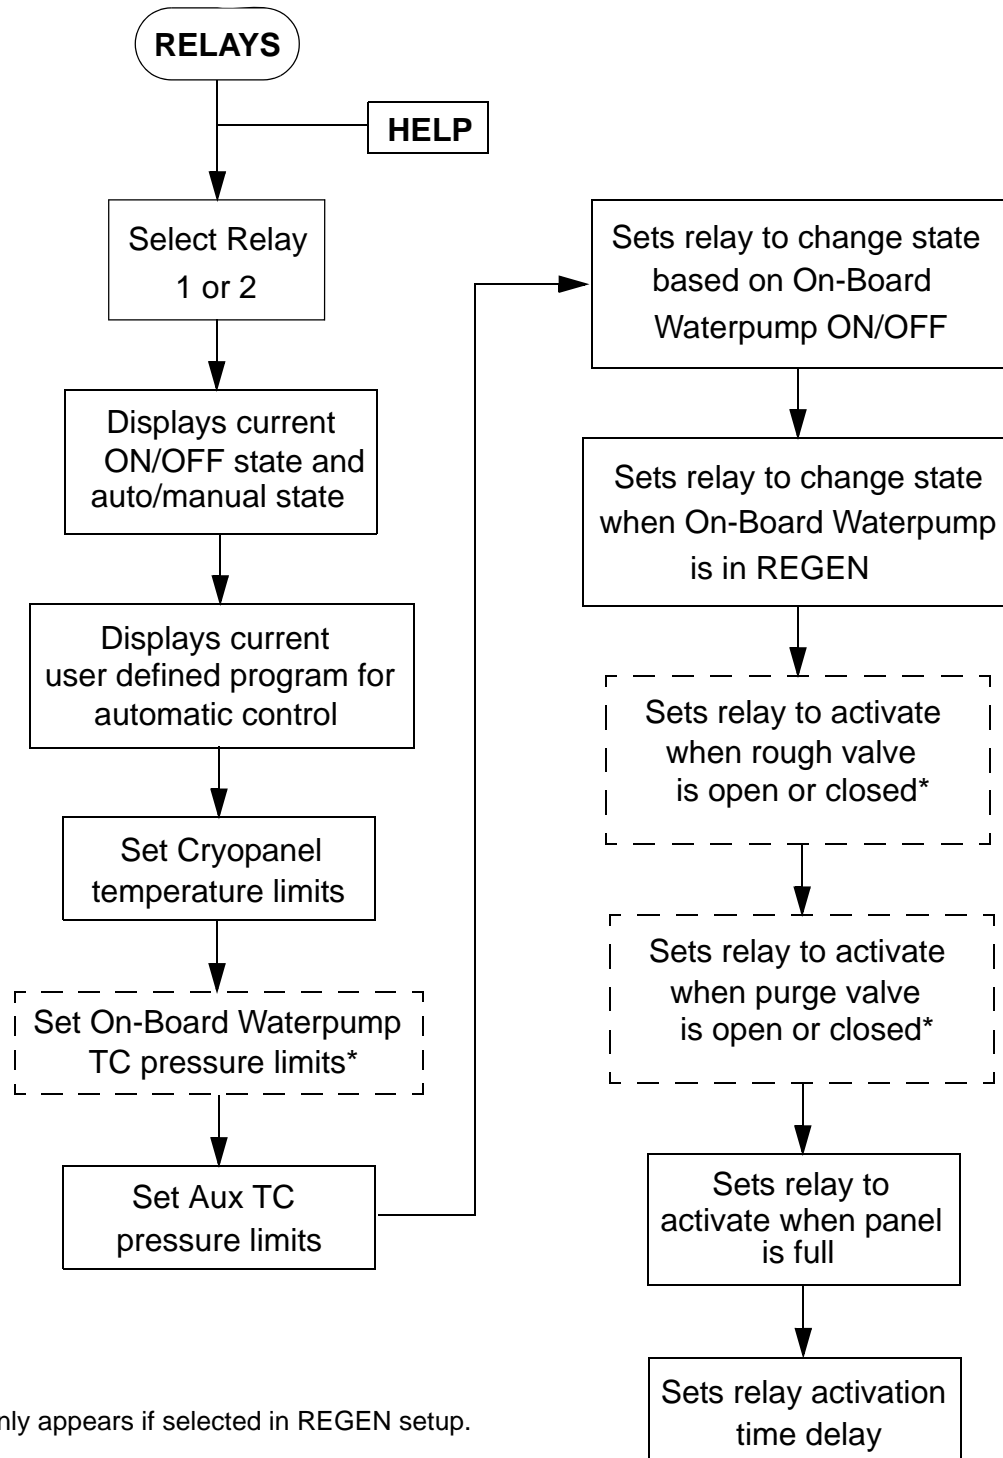 RELAYS
HELP
Select Relay
1 or 2
Displays current
ON/OFF state and
auto/manual state
Displays current
user defined program for
automatic control
Set Cryopanel
temperature limits
Set On-Board Waterpump
TC pressure limits*
Set Aux TC
pressure limits
Sets relay to change state
based on On-Board
Waterpump ON/OFF
Sets relay to change state
when On-Board Waterpump
is in REGEN
Sets relay to activate
when rough valve
is open or closed*
Sets relay to activate
when purge valve
is open or closed*
Sets relay to
activate when panel
is full
Sets relay activation
time delay
nly appears if selected in REGEN setup.